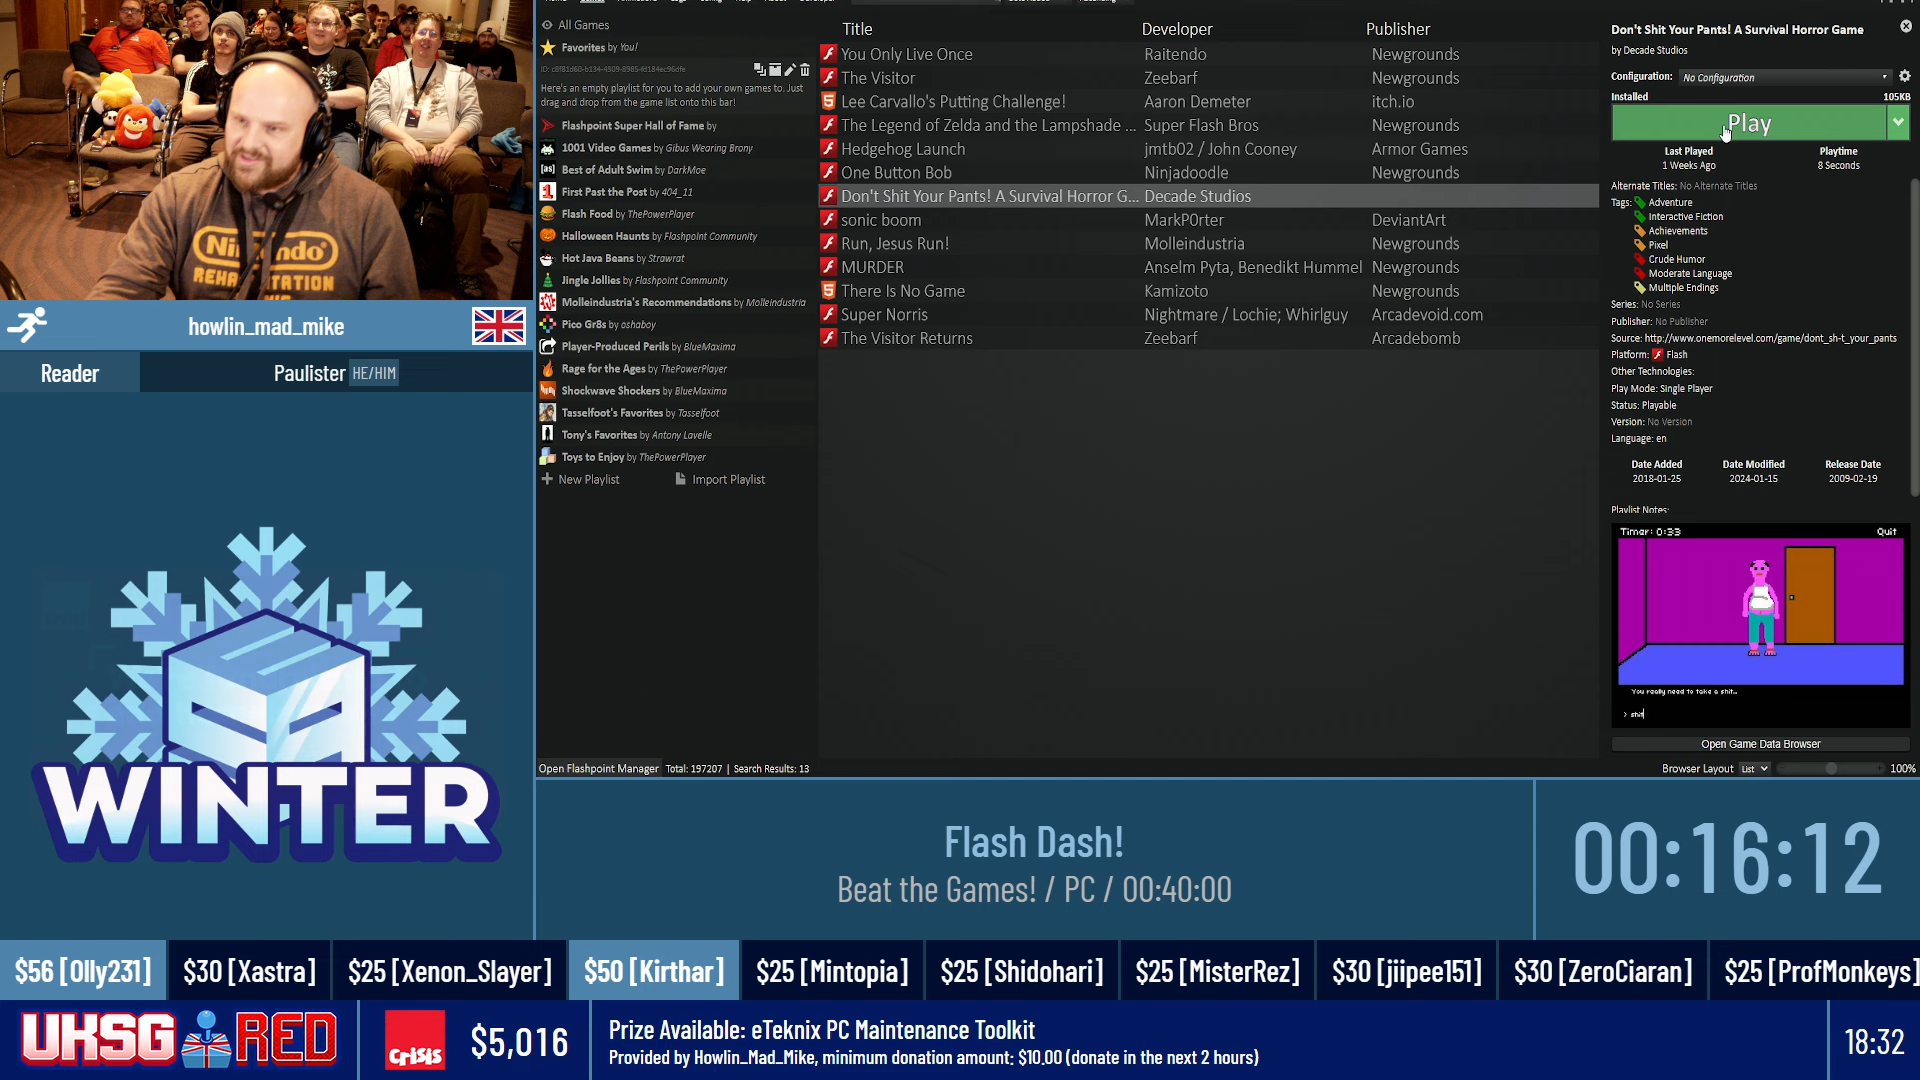 All Games
Favorites by You!
Here's an empty playlist for you to add your own games to. Just
drag and drop from the game list onto this bar!
Flashpoint Super Hall of Fame by
1001 Video Games by Gibus Wearing Brony
Best of Adult Swim by DarkMoe
First Past the Post by 404_11
Flash Food by ThePowerPlayer
Halloween Haunts by Flashpoint Community
Hot Java Beans by Strawrat
Jingle Jollies by Flashpoint Community
Molleindustria's Recommendations by Molleindustria
Pico Gr8s by oshaboy
Player-Produced Perils by BlueMaxima
Rage for the Ages by ThePowerPlayer
Shockwave Shockers by BlueMaxima
Tasselfoot's Favorites by Tasselfoot
Tony's Favorites by Antony Lavelle
Toys to Enjoy by ThePowerPlayer
New Playlist Import Playlist
Open Flashpoint Manager Total: 197207 | Search Results: 13
Title Developer Publisher
You Only Live Once Raitendo Newgrounds
The Visitor Zeebarf Newgrounds
Lee Carvallo's Putting Challenge! Aaron Demeter itch.io
The Legend of Zelda and the Lampshade ... Super Flash Bros Newgrounds
Hedgehog Launch jmtb02 / John Cooney Armor Games
One Button Bob Ninjadoodle Newgrounds
Don't Shit Your Pants! A Survival Horror G... Decade Studios
sonic boom MarkP0rter DeviantArt
Run, Jesus Run! Molleindustria Newgrounds
MURDER Anselm Pyta, Benedikt Hummel Newgrounds
There Is No Game Kamizoto Newgrounds
Super Norris Nightmare / Lochie; Whirlguy Arcadevoid.com
The Visitor Returns Zeebarf Arcadebomb
Don't Shit Your Pants! A Survival Horror Game
by Decade Studios
Configuration: No Configuration
Installed 105KB
Play
Last Played Playtime
1 Weeks Ago 8 Seconds
Alternate Titles: No Alternate Titles
Tags: Adventure
Interactive Fiction
Achievements
Pixel
Crude Humor
Moderate Language
Multiple Endings
Series: No Series
Publisher: No Publisher
Source: http://www.onemorelevel.com/game/dont_sh-t_your_pants
Platform: Flash
Other Technologies:
Play Mode: Single Player
Status: Playable
Version: No Version
Language: en
Date Added Date Modified Release Date
2018-01-25 2024-01-15 2009-02-19
Playlist Notes:
Timer: 0:33 Quit
You really need to take a shit...
> shit
Open Game Data Browser
Browser Layout List 100%
Nintendo
REHABILITATION
howlin_mad_mike
Reader Paulister HE/HIM
WINTER
Flash Dash!
Beat the Games! / PC / 00:40:00
00:16:12
$56 [Olly231] $30 [Xastra] $25 [Xenon_Slayer] $50 [Kirthar] $25 [Mintopia] $25 [Shidohari] $25 [MisterRez] $30 [jiipee151] $30 [ZeroCiaran] $25 [ProfMonkeys]
UKSG RED
CRISIS $5,016
Prize Available: eTeknix PC Maintenance Toolkit
Provided by Howlin_Mad_Mike, minimum donation amount: $10.00 (donate in the next 2 hours)
18:32